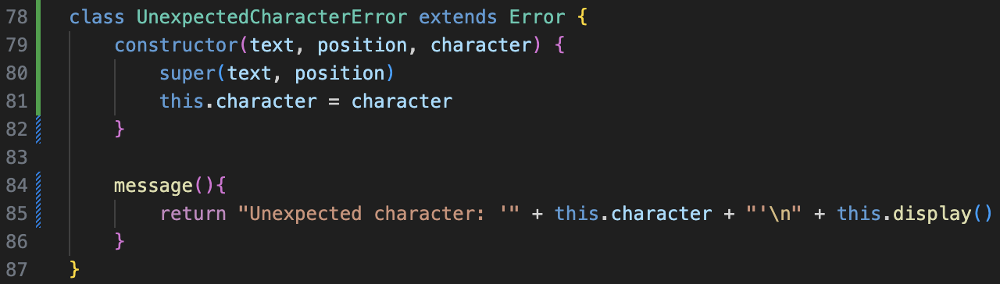 78 class UnexpectedCharacterError extends Error {
79 constructor(text, position, character) {
80 super(text, position)
81 this.character = character
82 }
83
84 message(){
85 return "Unexpected character: '" + this.character + "'\n" + this.display()
86 }
87 }